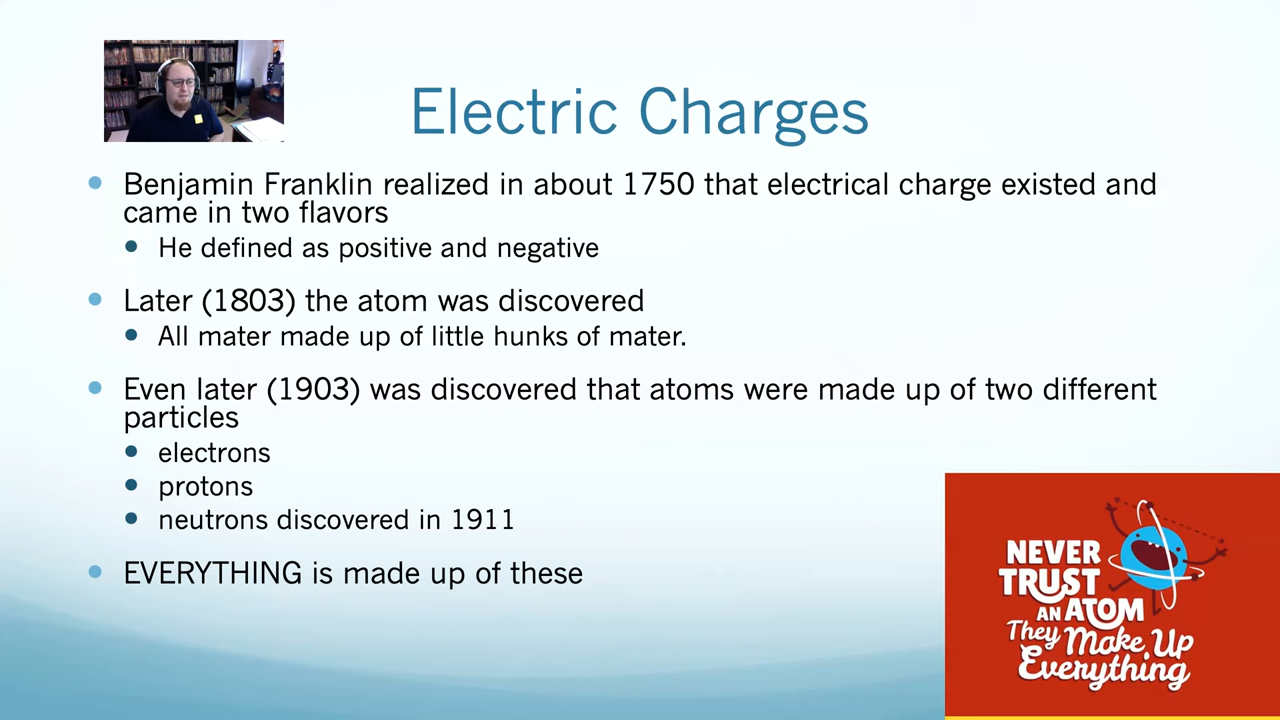 Electric Charges
Benjamin Franklin realized in about 1750 that electrical charge existed and
came in two flavors
He defined as positive and negative
Later (1803) the atom was discovered
All mater made up of little hunks of mater.
Even later (1903) was discovered that atoms were made up of two different
particles
electrons
protons
neutrons discovered in 1911
EVERYTHING is made up of these
NEVER
TRUST
AN ATOM
They Make Up
Everything